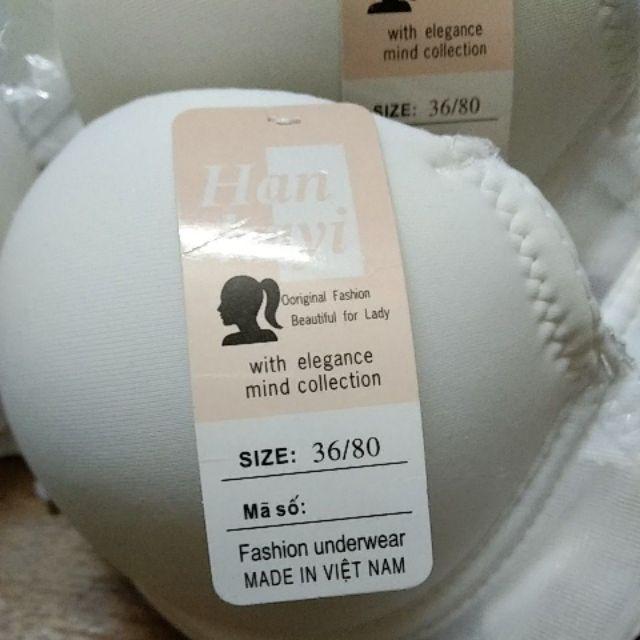 with elegance
mind collection
SIZE: 36/80
Han
Ooriginal Fashion
Beautiful for Lady
with elegance
mind collection
SIZE: 36/80
Mã số:
Fashion underwear
MADE IN VIỆT NAM